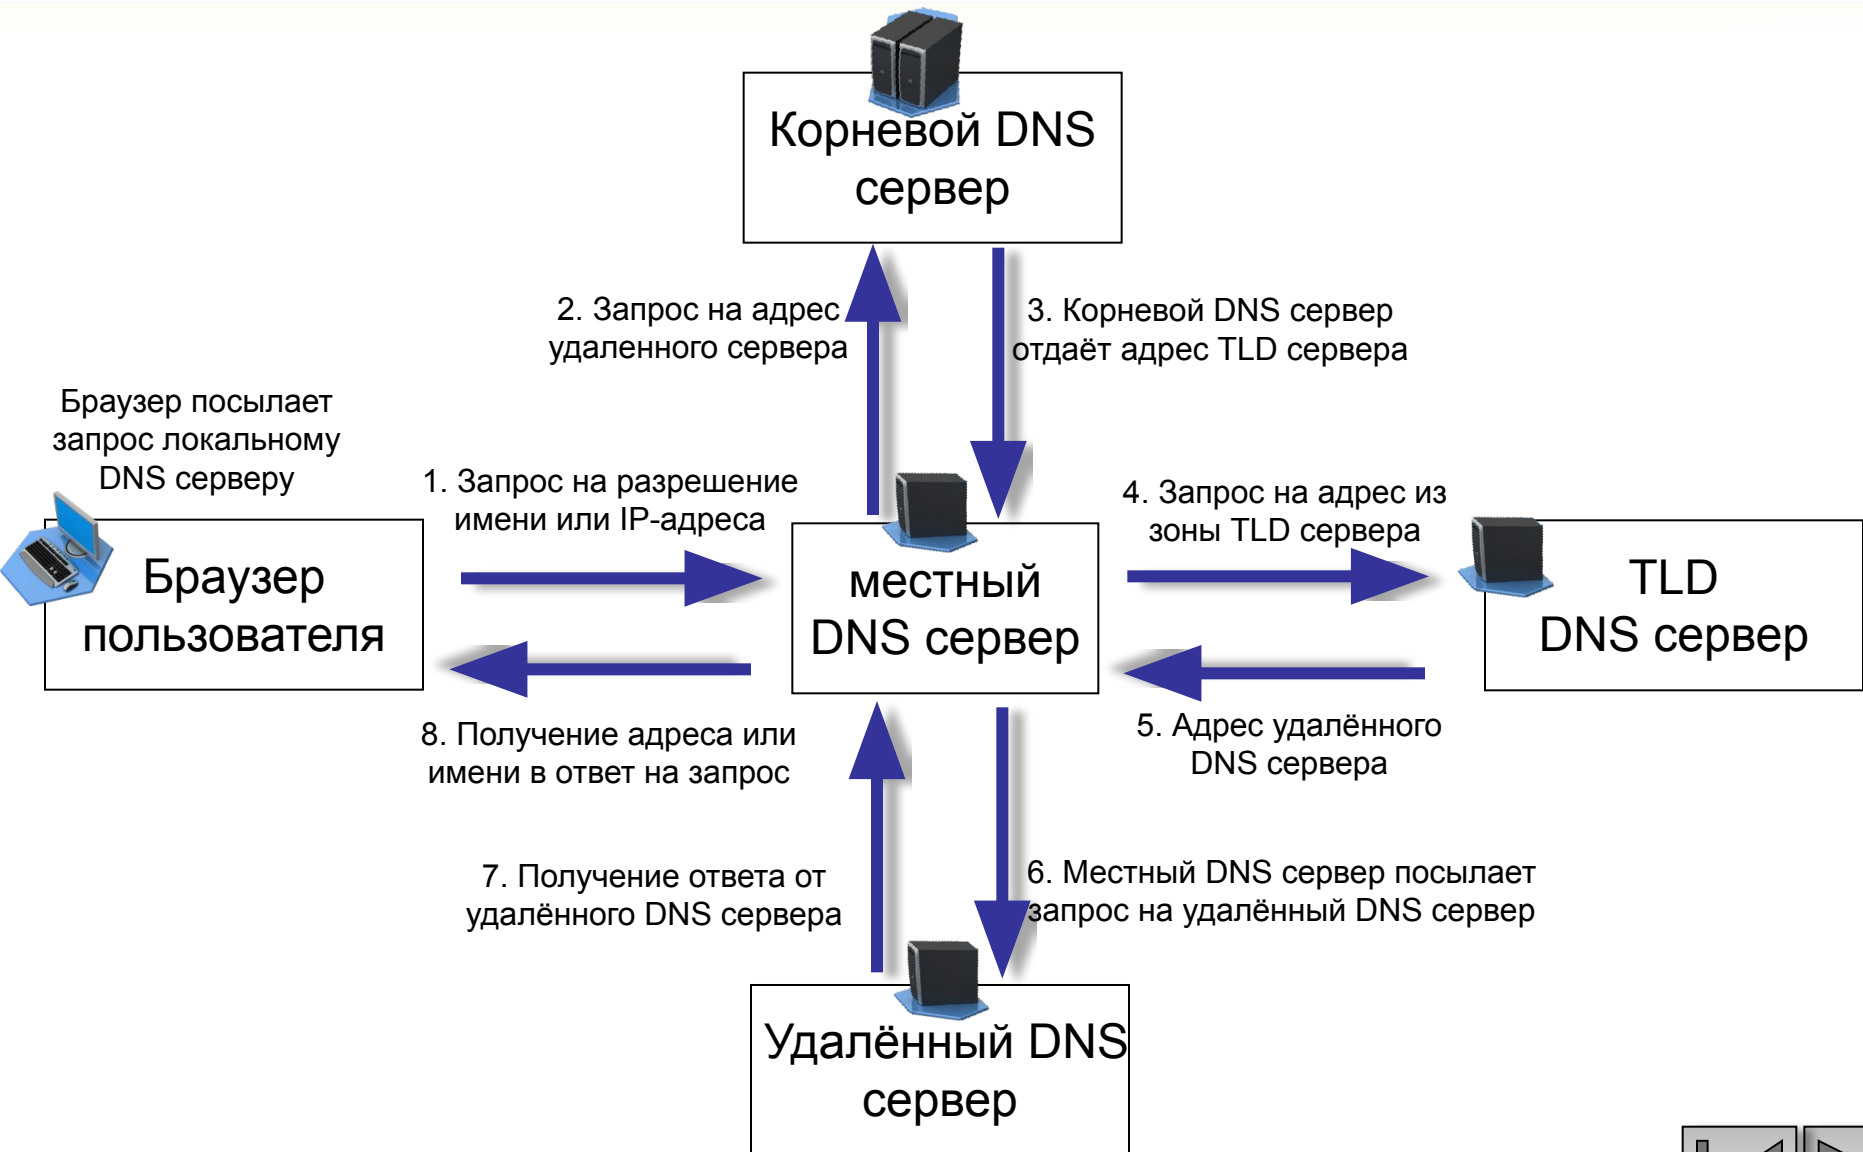 Корневой DNS
сервер
2. Запрос на адрес
удаленного сервера
3. Корневой DNS сервер
отдаёт адрес TLD сервера
Браузер посылает
запрос локальному
DNS серверу
1. Запрос на разрешение
имени или IP-адреса
4. Запрос на адрес из
зоны TLD сервера
Браузер
пользователя
местный
DNS сервер
TLD
DNS сервер
8. Получение адреса или
имени в ответ на запрос
5. Адрес удалённого
DNS сервера
7. Получение ответа от
удалённого DNS сервера
6. Местный DNS сервер посылает
запрос на удалённый DNS сервер
Удалённый DNS
сервер